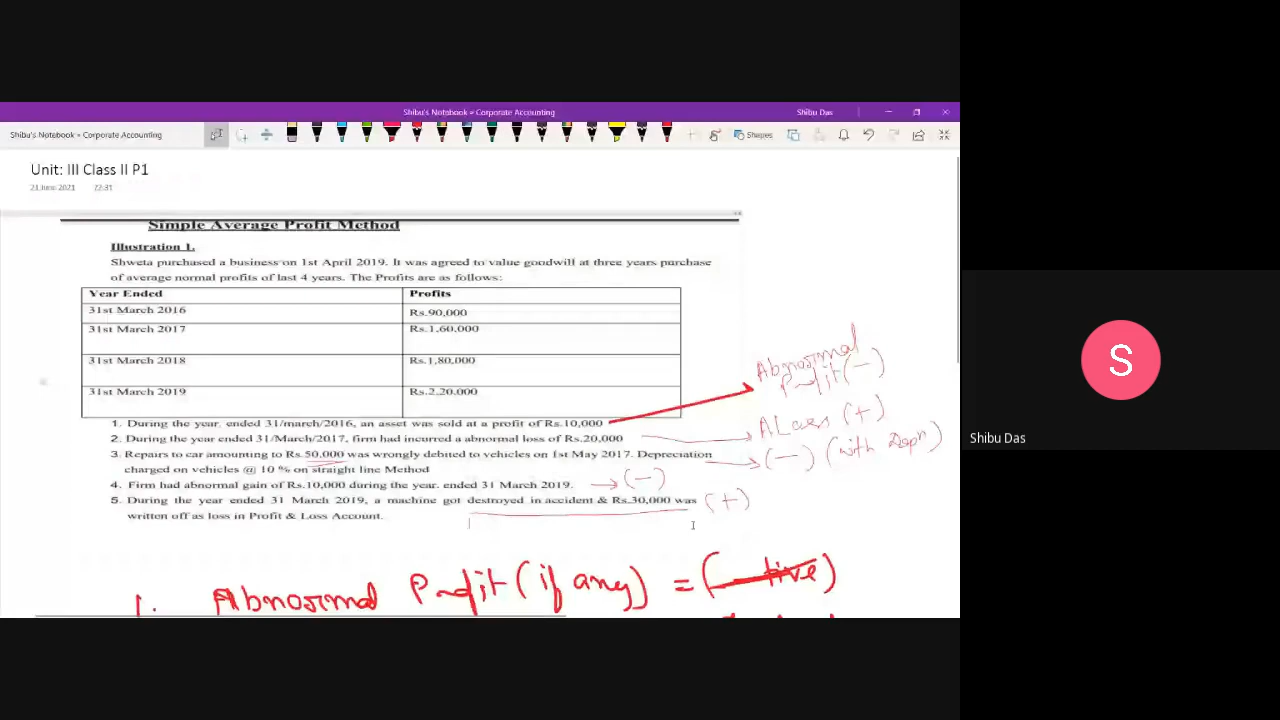 Shibu's Notebook » Corporate Accounting
Shibu Das
Shibu's Notebook » Corporate Accounting
Shapes
Unit: III Class II P1
21 June 2021 22:31
Simple Average Profit Method
Illustration 1.
Shweta purchased a business on 1st April 2019. It was agreed to value goodwill at three years purchase
of average normal profits of last 4 years. The Profits are as follows:
Year Ended Profits
31st March 2016 Rs.90,000
31st March 2017 Rs.1,60,000
31st March 2018 Rs.1,80,000
31st March 2019 Rs.2,20,000
Abnormal
Profit (-)
1. During the year, ended 31/march/2016, an asset was sold at a profit of Rs.10,000
A Loss (+)
2. During the year ended 31/March/2017, firm had incurred a abnormal loss of Rs.20,000
3. Repairs to car amounting to Rs.50,000 was wrongly debited to vehicles on 1st May 2017. Depreciation
(-) (with Depn)
charged on vehicles @ 10 % on straight line Method
4. Firm had abnormal gain of Rs.10,000 during the year, ended 31 March 2019. (-)
5. During the year ended 31 March 2019, a machine got destroyed in accident & Rs.30,000 was (+)
written off as loss in Profit & Loss Account.
1. Abnormal Profit (if any) = (-tive)
S
Shibu Das